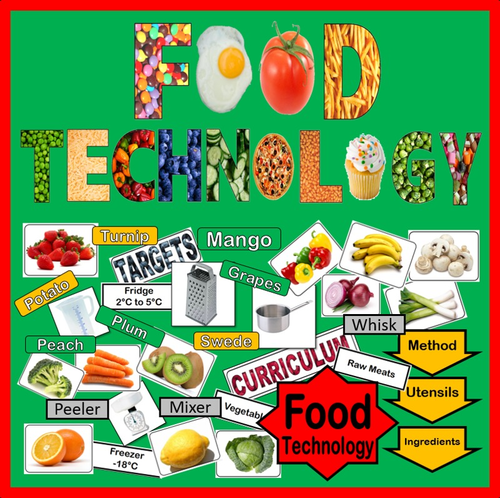 FOOD
TECHNOLOGY
Turnip
TARGETS
Mango
Fridge
2°C to 5°C
Grapes
Potato
Plum
Peach
Swede
Whisk
CURRICULUM
Raw Meats
Method
Utensils
Ingredients
Peeler
Mixer
Vegetabl
Food
Technology
Freezer
-18°C